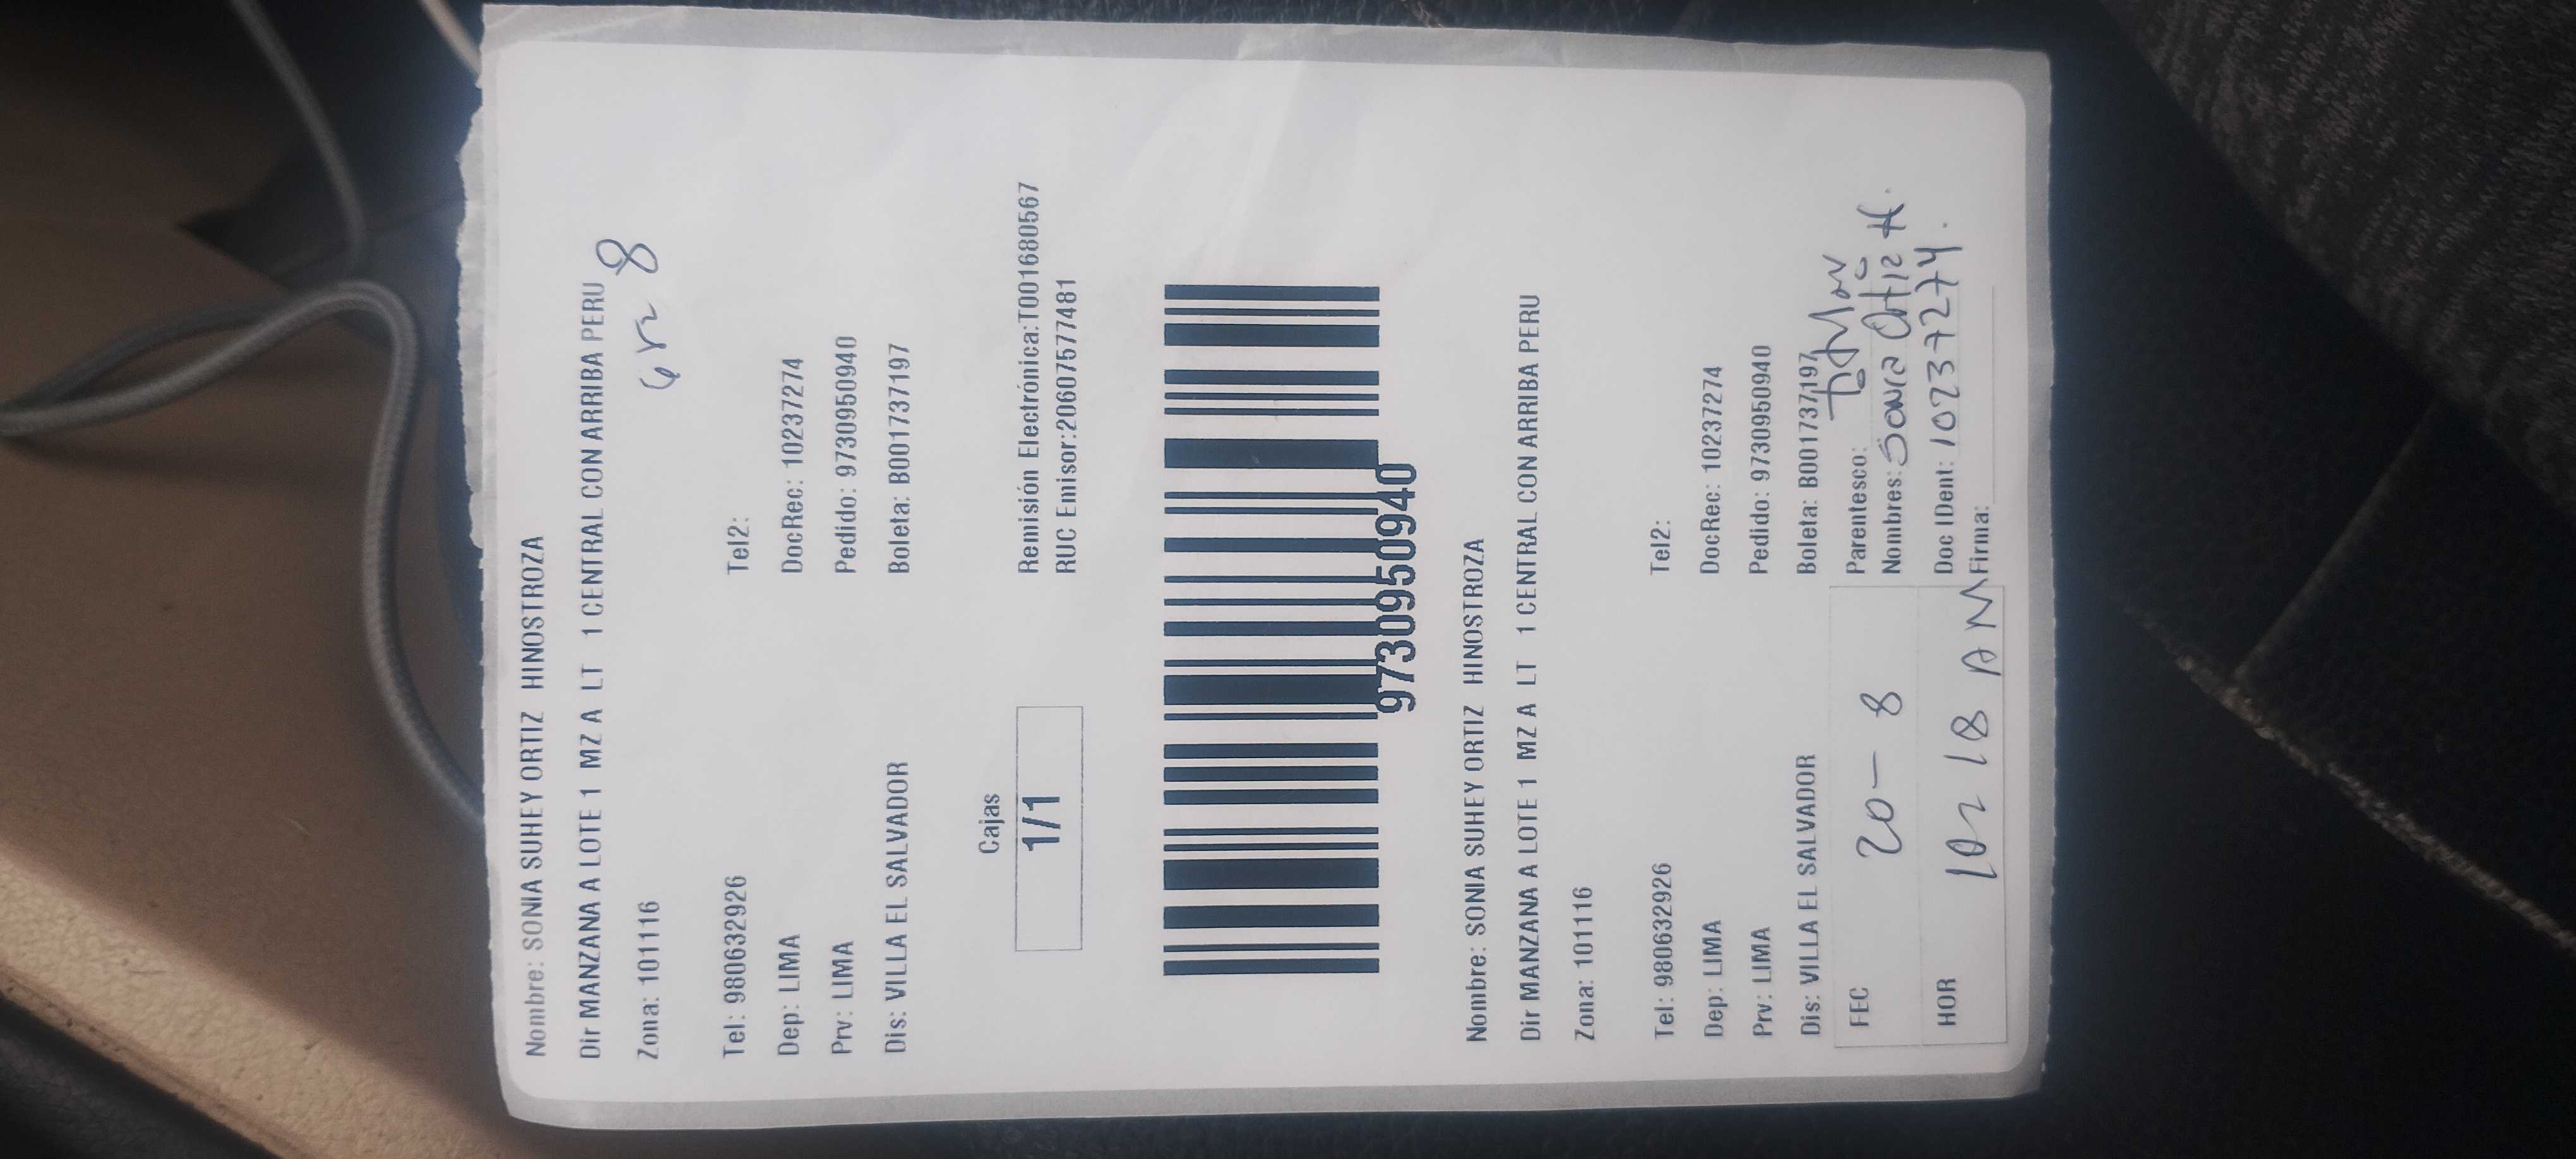 Nombre: SONIA SUHEY ORTIZ HINOSTROZA
Dir MANZANA A LOTE 1 MZ A LT 1 CENTRAL CON ARRIBA PERU
Zona: 101116
Tel: 980632926 Tel2:
Dep: LIMA DocRec: 10237274
Prv: LIMA Pedido: 9730950940
Dis: VILLA EL SALVADOR Boleta: B001737197
Cajas
1/1
Remisión Electrónica:T001680567
RUC Emisor:20607577481
9730950940
Nombre: SONIA SUHEY ORTIZ HINOSTROZA
Dir MANZANA A LOTE 1 MZ A LT 1 CENTRAL CON ARRIBA PERU
Zona: 101116
Tel: 980632926 Tel2:
Dep: LIMA DocRec: 10237274
Prv: LIMA Pedido: 9730950940
Dis: VILLA EL SALVADOR Boleta: B001737197
FEC 20-8 Parentesco:
Nombres: Sonia Ortiz H.
HOR 10 18 AM Doc IDent: 10237274.
Firma: